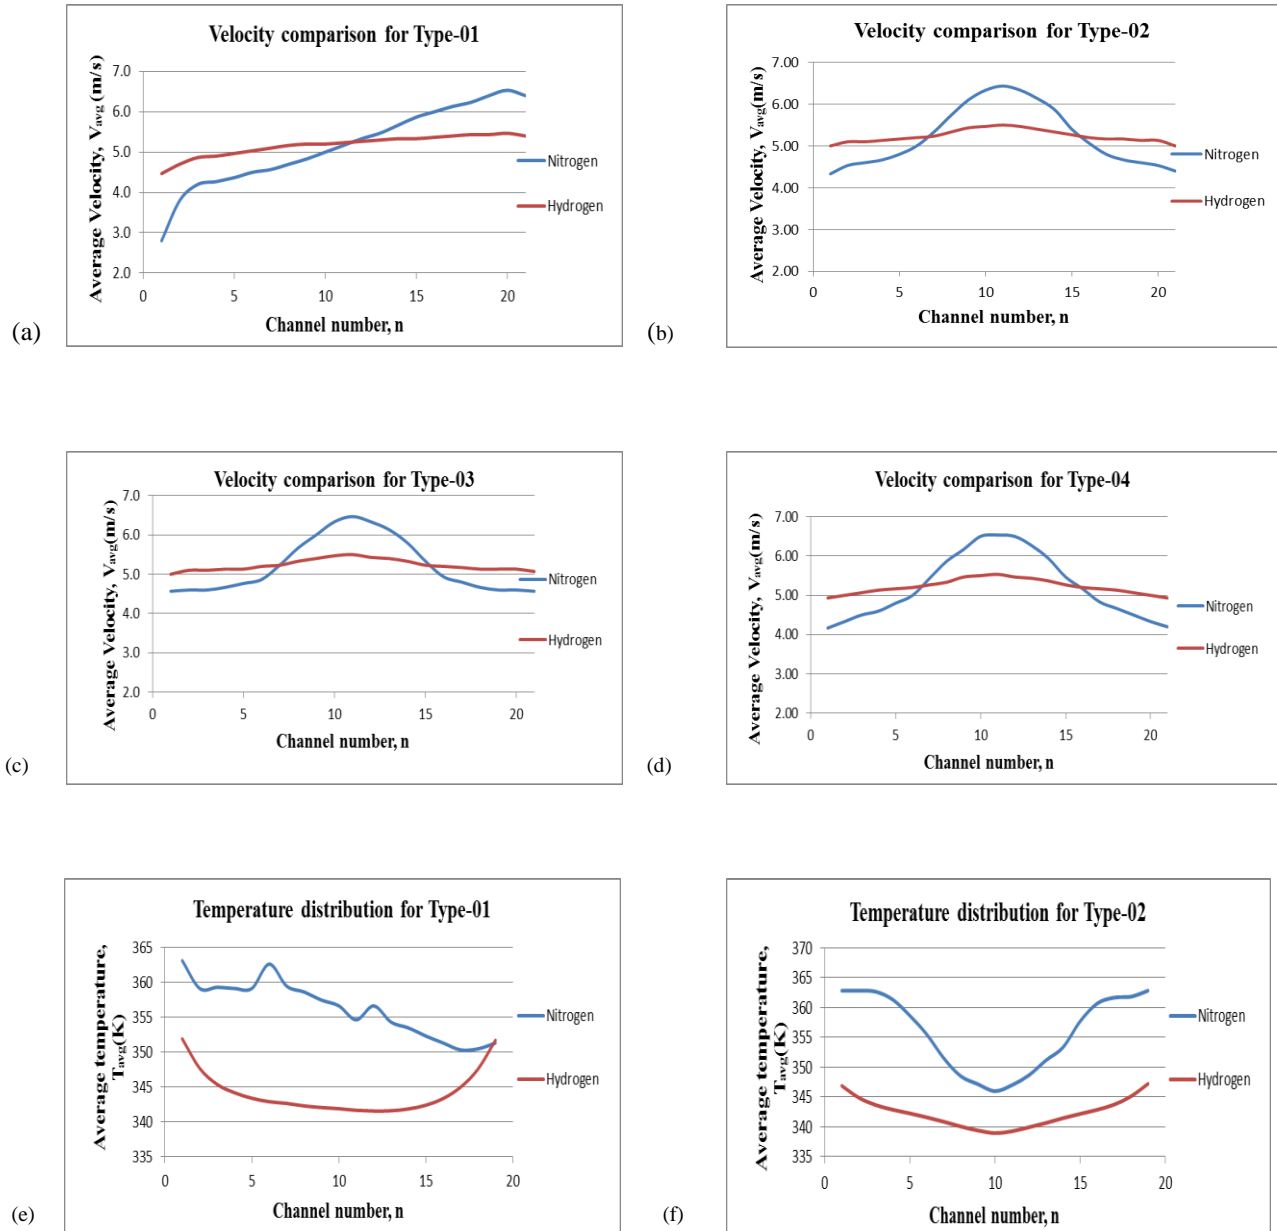 Velocity comparison for Type-01
Average Velocity, Vavg(m/s)
7.0
6.0
5.0
4.0
3.0
2.0
0 5 10 15 20
Channel number, n
Nitrogen
Hydrogen
(a)
Velocity comparison for Type-02
Average Velocity, Vavg(m/s)
7.00
6.00
5.00
4.00
3.00
2.00
0 5 10 15 20
Channel number, n
Nitrogen
Hydrogen
(b)
Velocity comparison for Type-03
Average Velocity, Vavg(m/s)
7.0
6.0
5.0
4.0
3.0
2.0
0 5 10 15 20
Channel number, n
Nitrogen
Hydrogen
(c)
Velocity comparison for Type-04
Average Velocity, Vavg(m/s)
7.00
6.00
5.00
4.00
3.00
2.00
0 5 10 15 20
Channel number, n
Nitrogen
Hydrogen
(d)
Temperature distribution for Type-01
Average temperature,
Tavg(K)
365
360
355
350
345
340
335
0 5 10 15 20
Channel number, n
Nitrogen
Hydrogen
(e)
Temperature distribution for Type-02
Average temperature,
Tavg(K)
370
365
360
355
350
345
340
335
0 5 10 15 20
Channel number, n
Nitrogen
Hydrogen
(f)